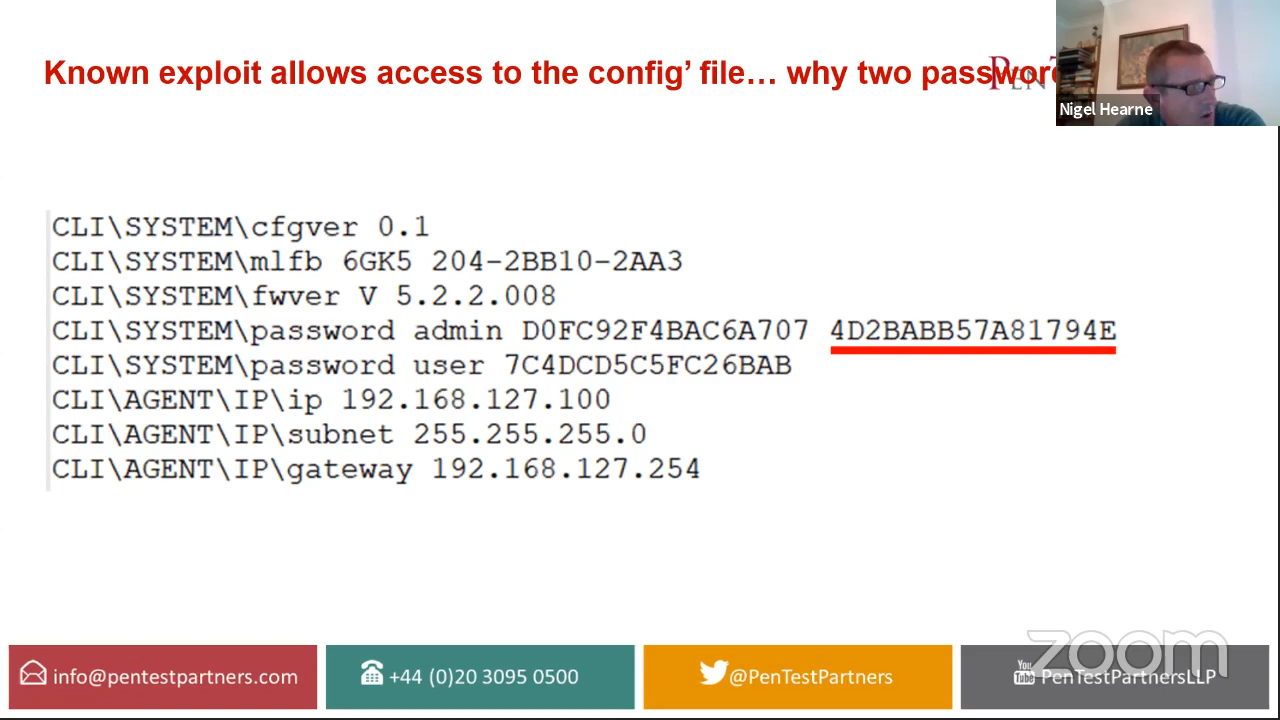 Known exploit allows access to the config’ file… why two
Nigel Hearne
CLI\SYSTEM\cfgver 0.1
CLI\SYSTEM\mlfb 6GK5 204-2BB10-2AA3
CLI\SYSTEM\fwver V 5.2.2.008
CLI\SYSTEM\password admin D0FC92F4BAC6A707 4D2BABB57A81794E
CLI\SYSTEM\password user 7C4DCD5C5FC26BAB
CLI\AGENT\IP\ip 192.168.127.100
CLI\AGENT\IP\subnet 255.255.255.0
CLI\AGENT\IP\gateway 192.168.127.254
info@pentestpartners.com
+44 (0)20 3095 0500
@PenTestPartners
You Tube PenTestPartnersLLP
zoom